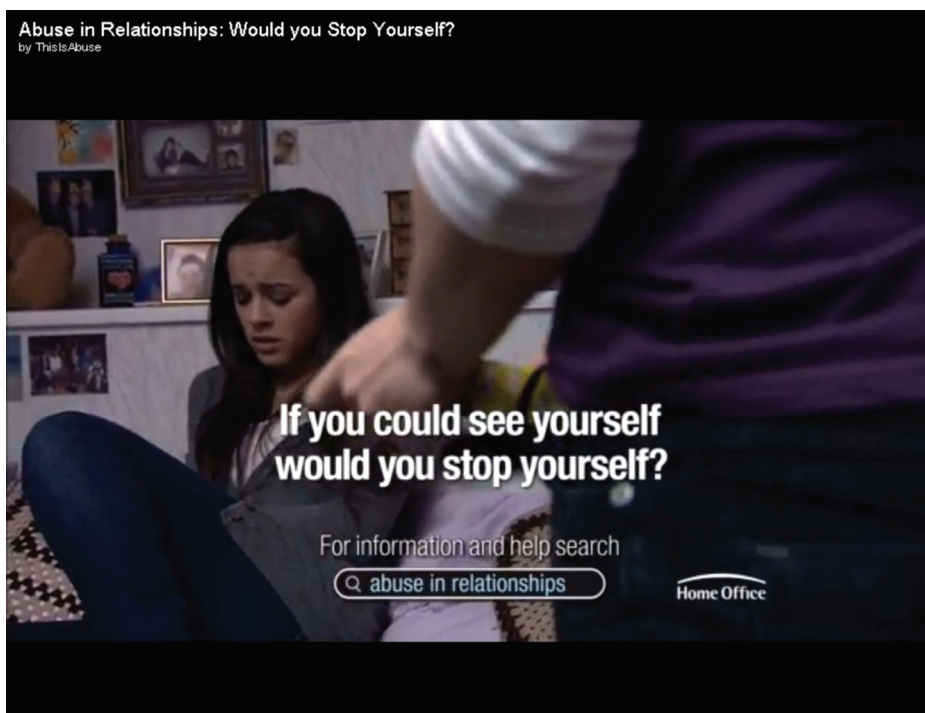 Abuse in Relationships: Would you Stop Yourself?
by ThisIsAbuse
If you could see yourself
would you stop yourself?
For information and help search
abuse in relationships
Home Office